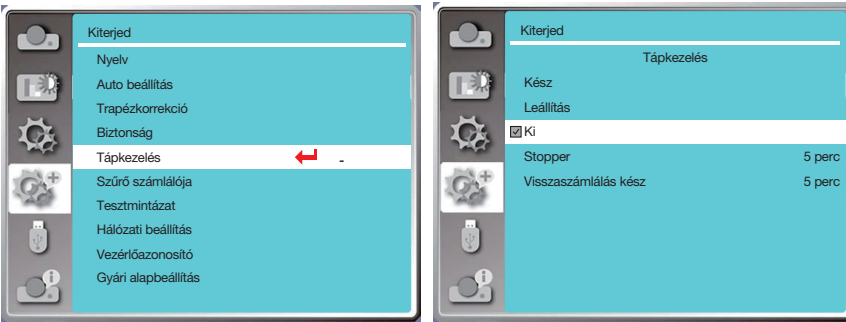 Kiterjed
Nyelv
Auto beállítás
Trapézkorrekció
Biztonság
Tápkezelés
Szűrő számlálója
Tesztmintázat
Hálózati beállítás
Vezérlőazonosító
Gyári alapbeállítás
Kiterjed
Tápkezelés
Kész
Leállítás
Ki
Stopper 5 perc
Visszaszámlálás kész 5 perc